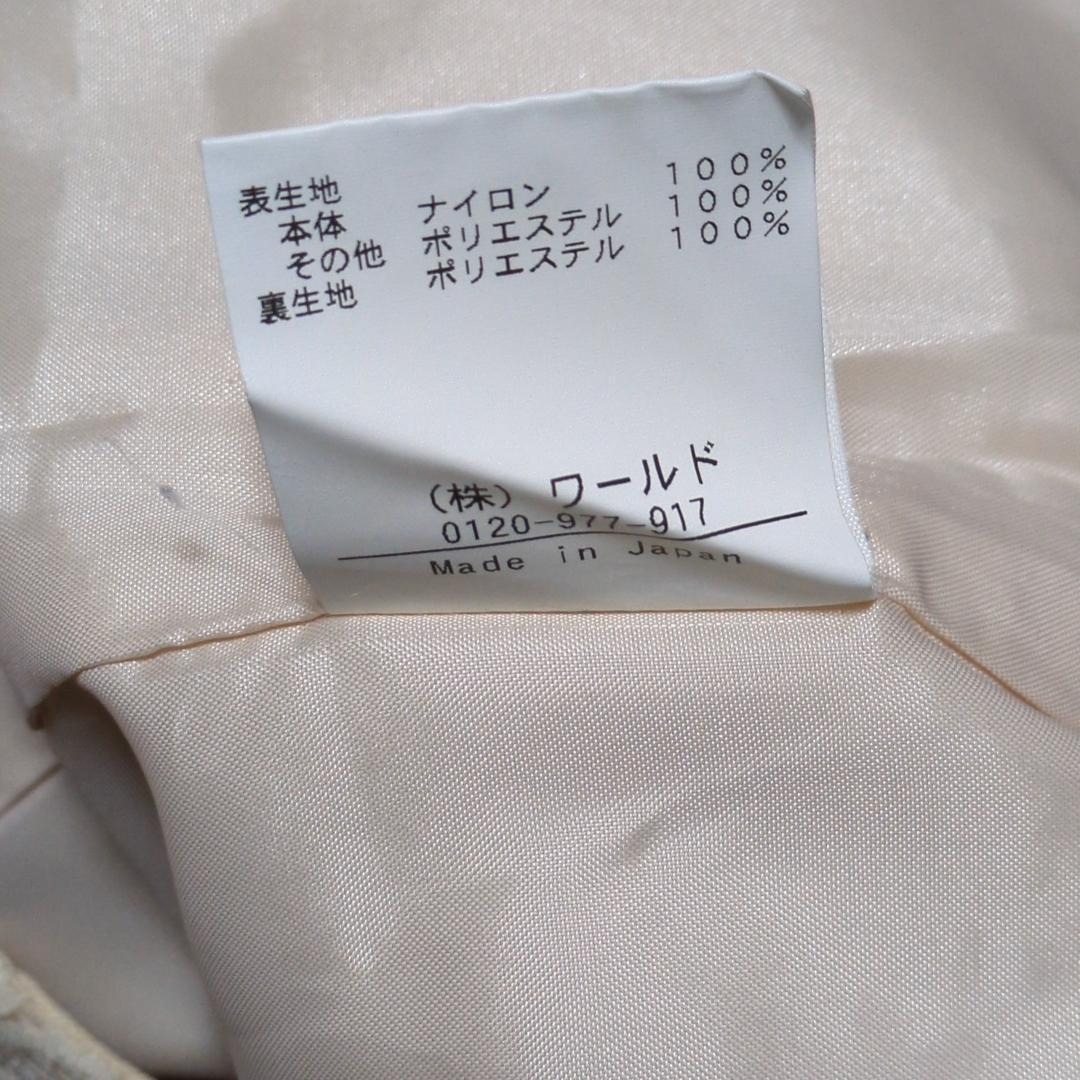 表生地
本体 ナイロン 100%
その他 ポリエステル 100%
裏生地 ポリエステル 100%
(株) ワールド
0120-977-917
Made in Japan